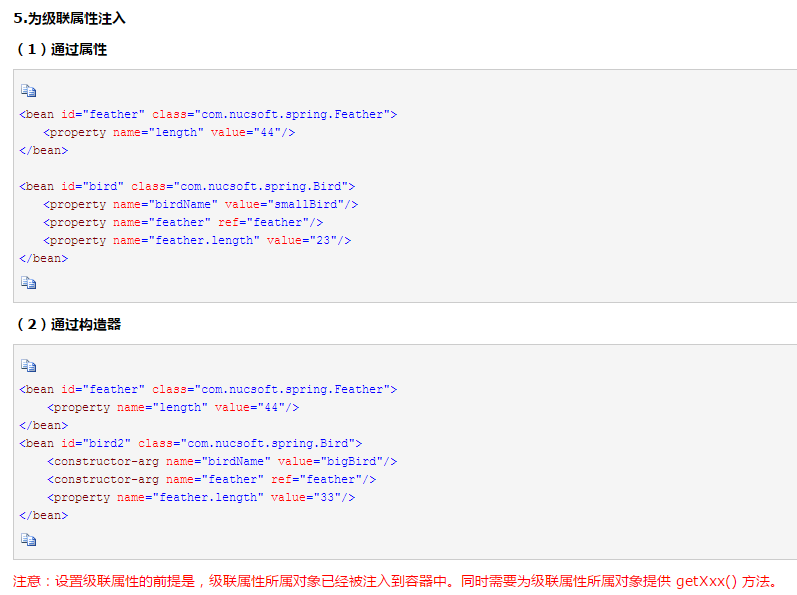 5.为级联属性注入
（1）通过属性
<bean id="feather" class="com.nucsoft.spring.Feather">
<property name="length" value="44"/>
</bean>
<bean id="bird" class="com.nucsoft.spring.Bird">
<property name="birdName" value="smallBird"/>
<property name="feather" ref="feather"/>
<property name="feather.length" value="23"/>
</bean>
（2）通过构造器
<bean id="feather" class="com.nucsoft.spring.Feather">
<property name="length" value="44"/>
</bean>
<bean id="bird2" class="com.nucsoft.spring.Bird">
<constructor-arg name="birdName" value="bigBird"/>
<constructor-arg name="feather" ref="feather"/>
<property name="feather.length" value="33"/>
</bean>
注意：设置级联属性的前提是，级联属性所属对象已经被注入到容器中。同时需要为级联属性所属对象提供 getXxx() 方法。